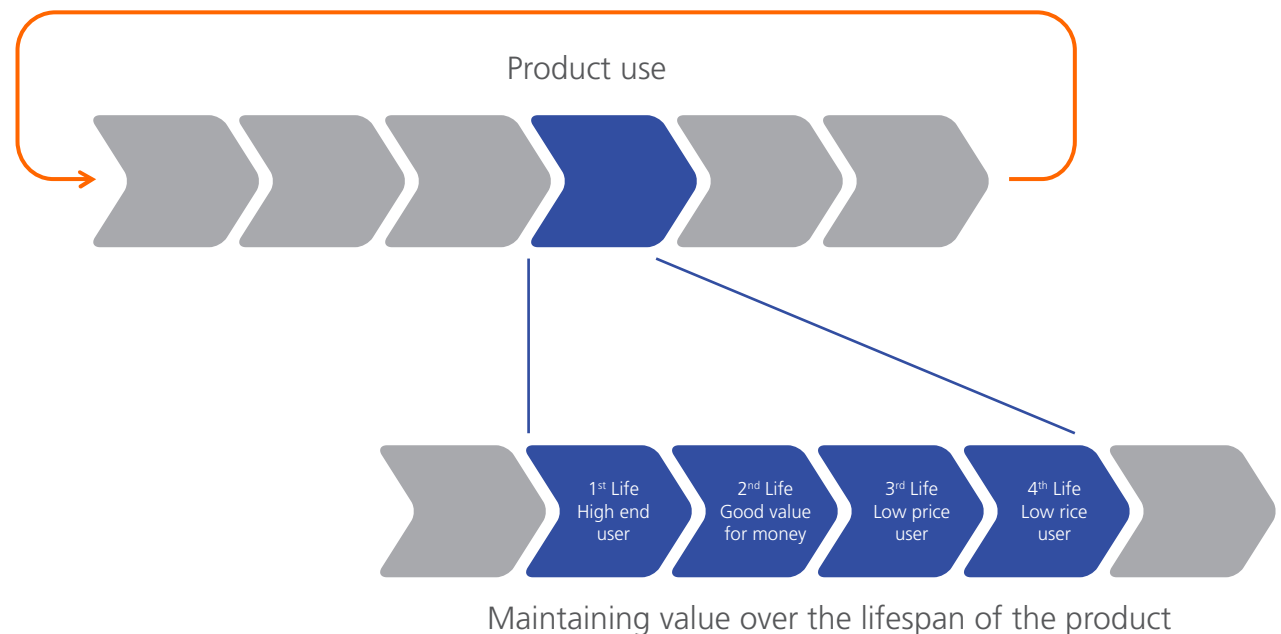 Product use
1st Life
High end
user
2nd Life
Good value
for money
3rd Life
Low price
user
4th Life
Low rice
user
Maintaining value over the lifespan of the product